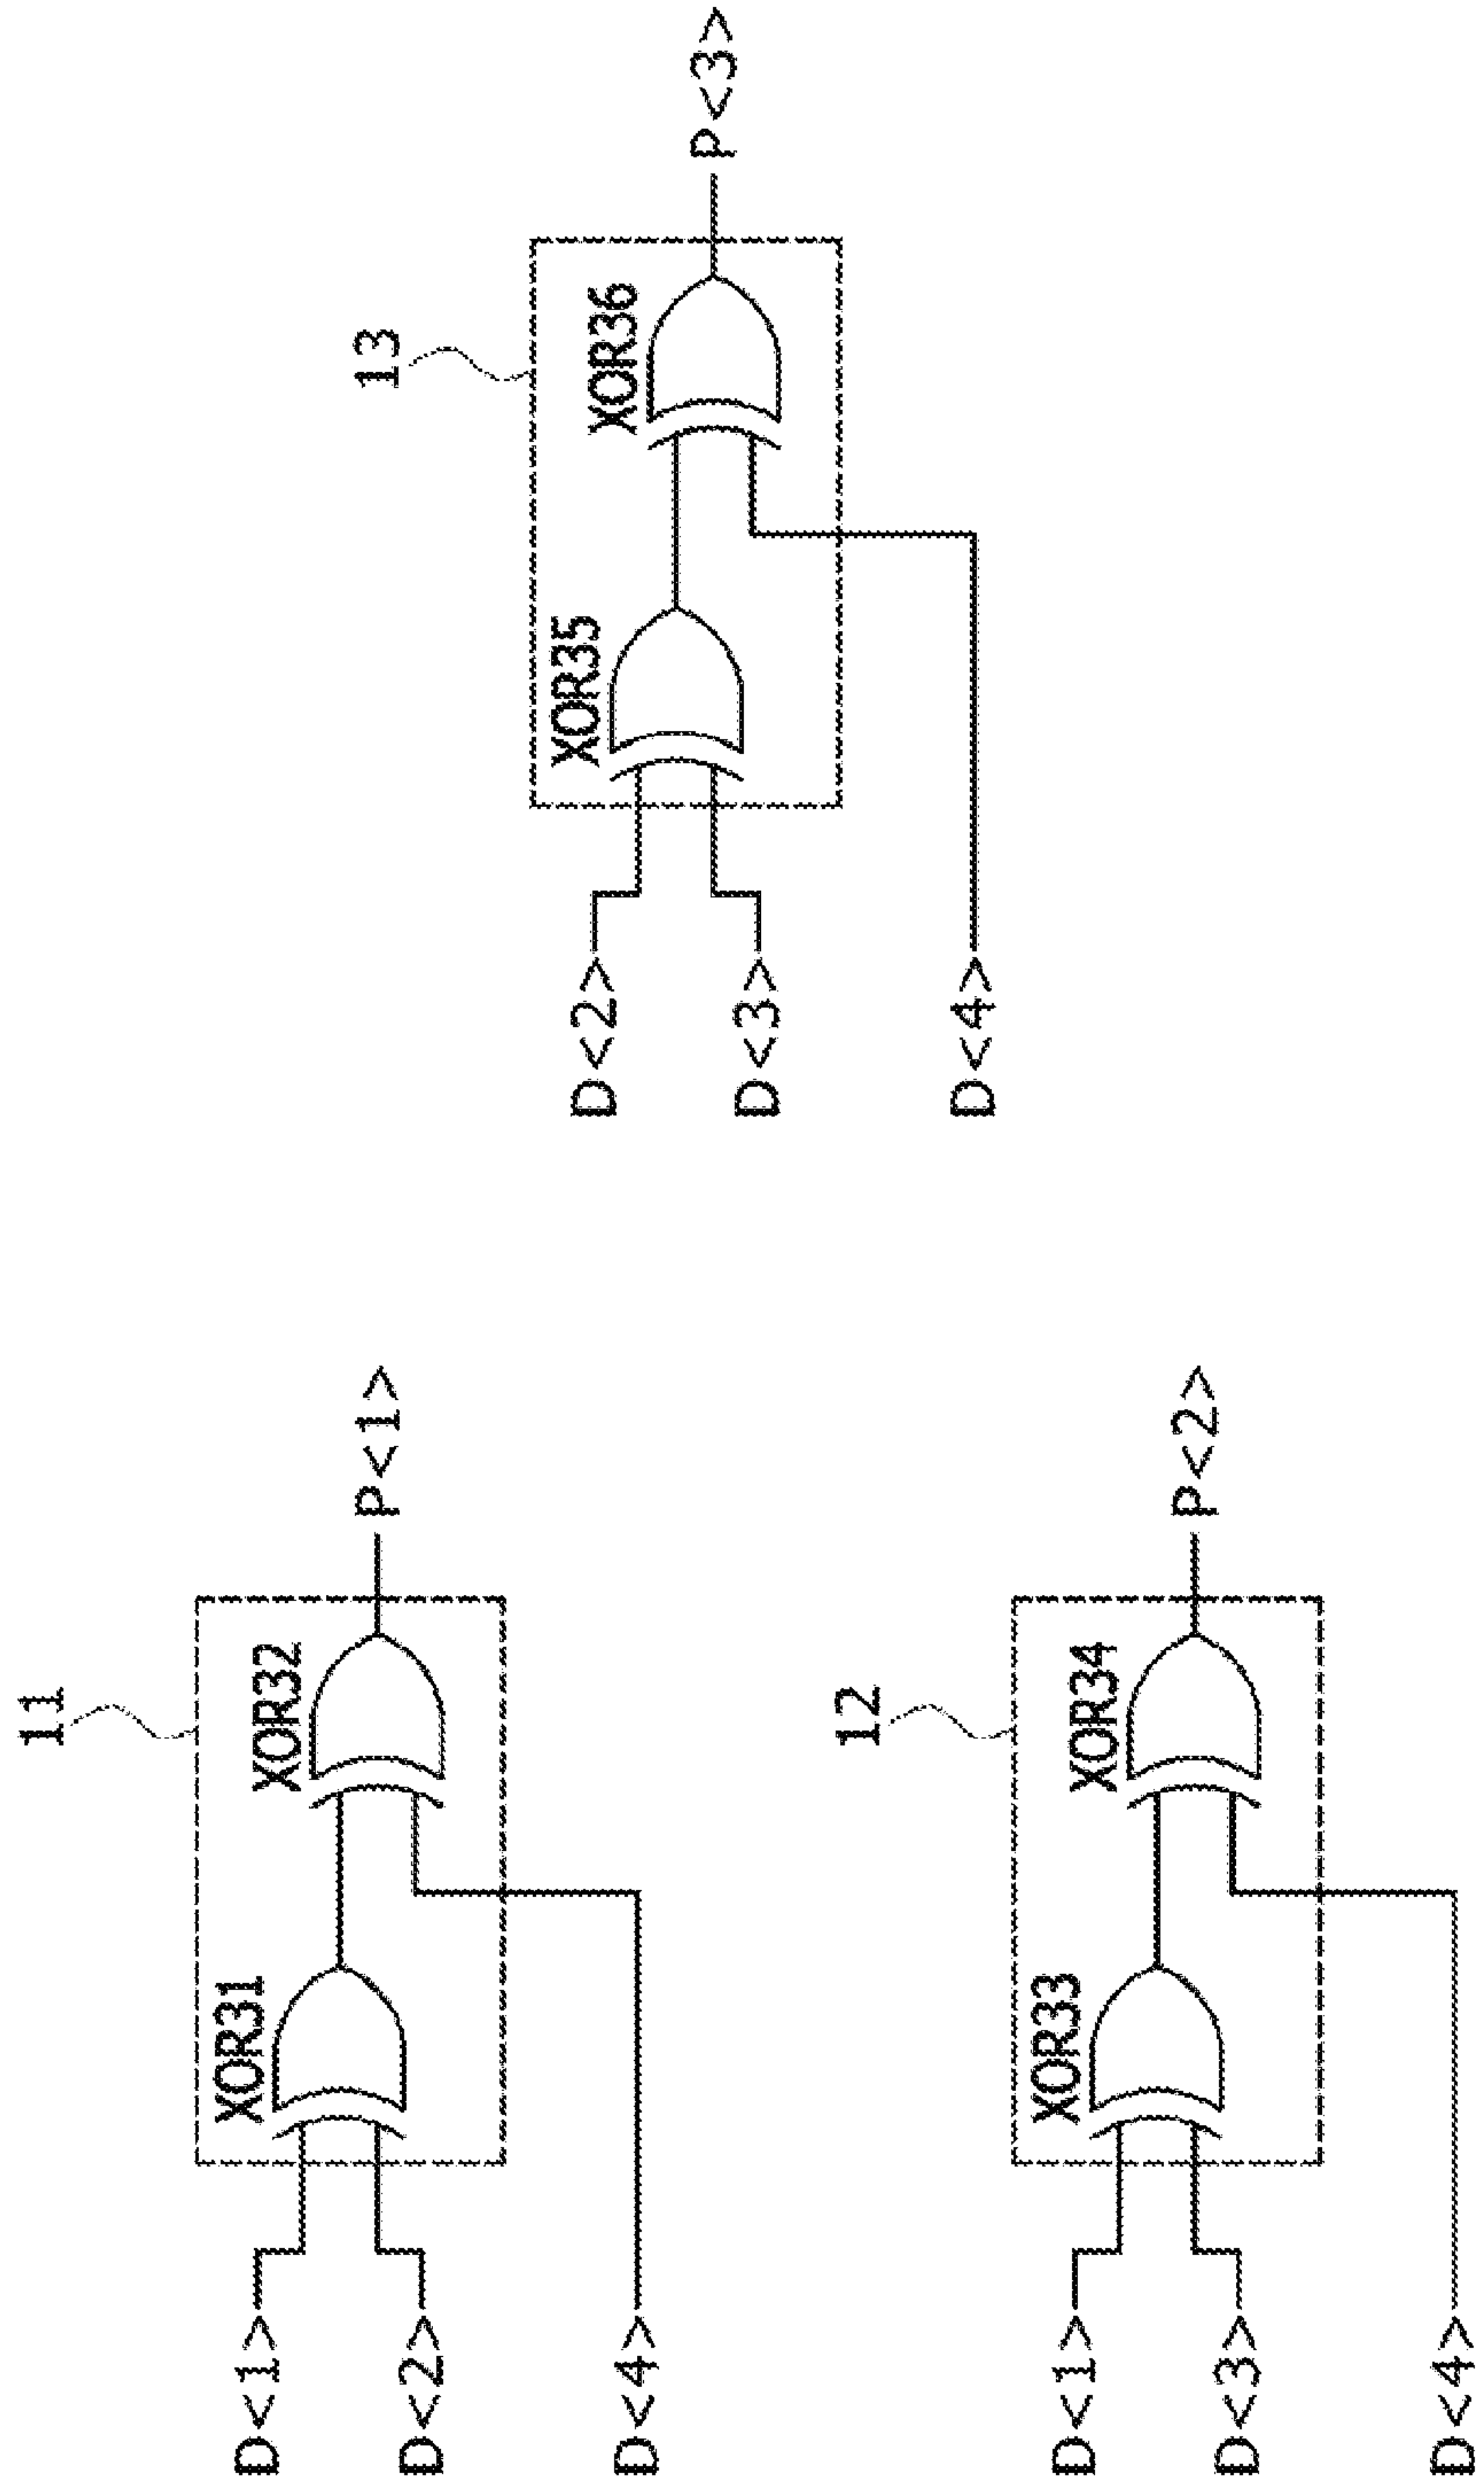 11
XOR31
XOR32
D<1>
D<2>
D<4>
P<1>
12
XOR33
XOR34
D<1>
D<3>
D<4>
P<2>
13
XOR35
XOR36
D<2>
D<3>
D<4>
P<3>